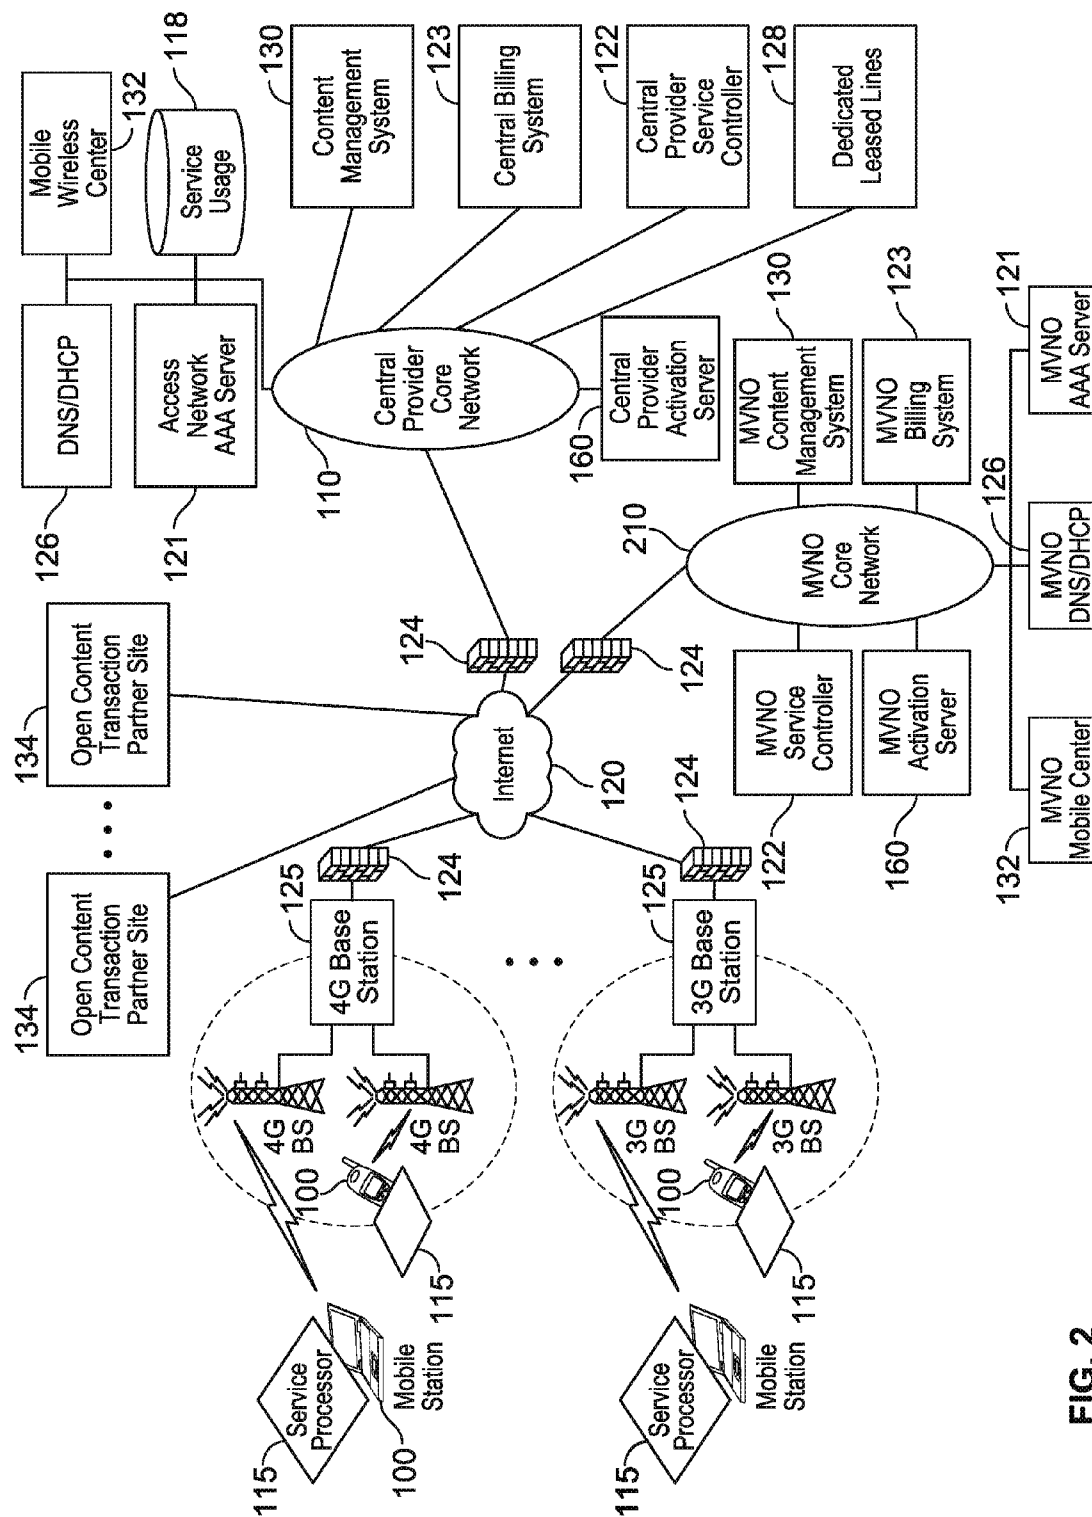 134
Open Content
Transaction
Partner Site
134
Open Content
Transaction
Partner Site
126
DNS/DHCP
Mobile
Wireless
Center
132
121
Access
Network
AAA Server
Service
Usage
118
115
Service
Processor
100
Mobile
Station
115
100
4G
BS
4G
BS
4G Base
Station
125
124
Internet
120
124
110
Central
Provider
Core
Network
Content
Management
System
130
Central Billing
System
123
Central
Provider
Service
Controller
122
Dedicated
Leased Lines
128
160
Central
Provider
Activation
Server
115
Service
Processor
Mobile
Station
115
100
3G
BS
3G
BS
3G Base
Station
125
124
124
210
MVNO
Core
Network
122
MVNO
Service
Controller
MVNO
Content
Management
System
130
160
MVNO
Activation
Server
MVNO
Billing
System
123
132
MVNO
Mobile Center
126
MVNO
DNS/DHCP
121
MVNO
AAA Server
FIG. 2